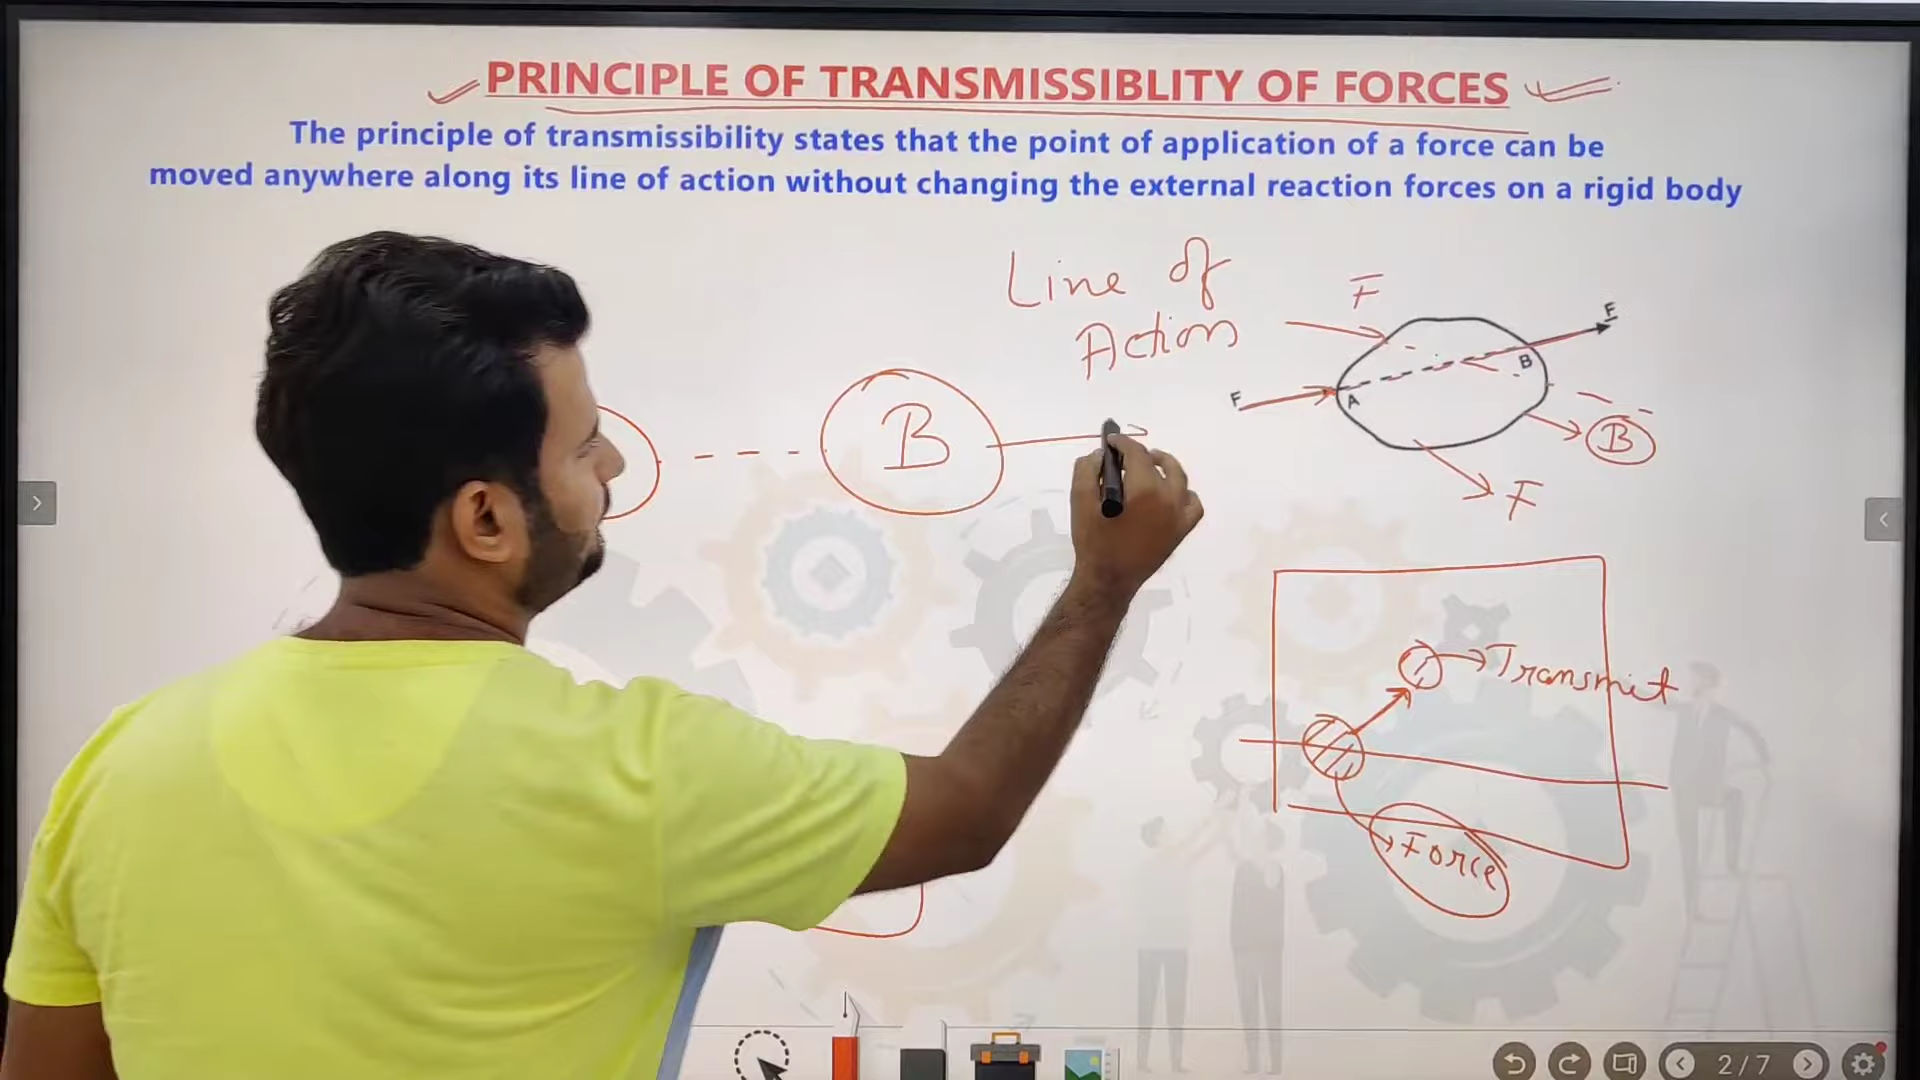 PRINCIPLE OF TRANSMISSIBLITY OF FORCES
The principle of transmissibility states that the point of application of a force can be
moved anywhere along its line of action without changing the external reaction forces on a rigid body
Line of
Action
F
F
F
A
B
B
F
B
Transmit
Force
2/7